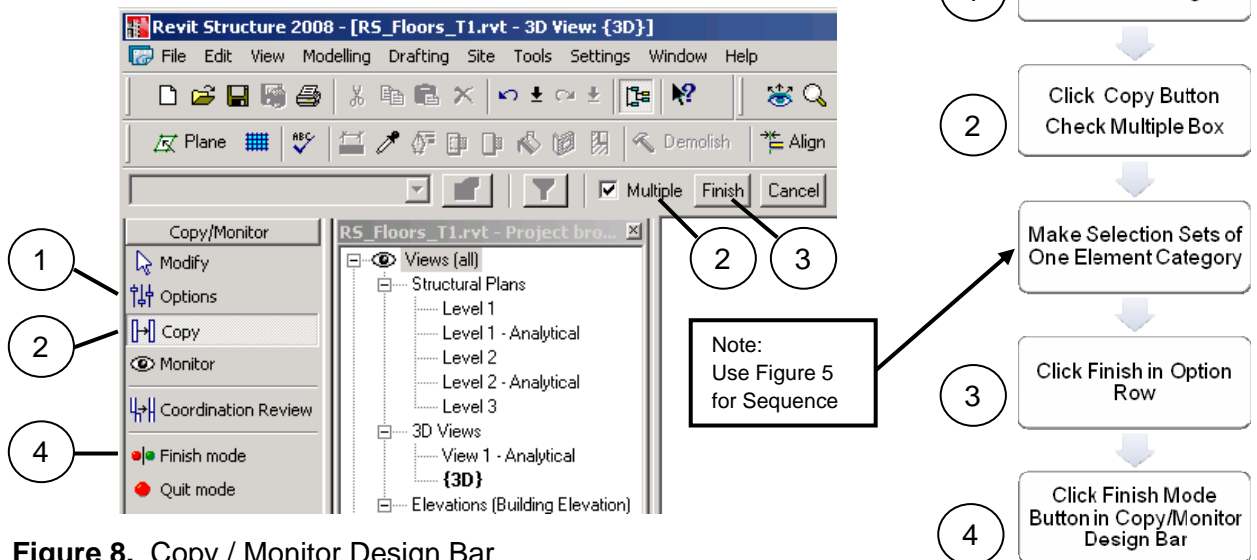 Revit Structure 2008 - [RS_Floors_T1.rvt - 3D View: {3D}]
File Edit View Modelling Drafting Site Tools Settings Window Help
Plane ABC Demolish Align
Multiple Finish Cancel
Copy/Monitor
Modify
Options
Copy
Monitor
Coordination Review
Finish mode
Quit mode
1
2
4
RS_Floors_T1.rvt - Project bro...
Views (all)
Structural Plans
Level 1
Level 1 - Analytical
Level 2
Level 2 - Analytical
Level 3
3D Views
View 1 - Analytical
{3D}
Elevations (Building Elevation)
2
3
Note:
Use Figure 5
for Sequence
2
Click Copy Button
Check Multiple Box
Make Selection Sets of
One Element Category
3
Click Finish in Option
Row
4
Click Finish Mode
Button in Copy/Monitor
Design Bar
Figure 8. Copy / Monitor Design Bar